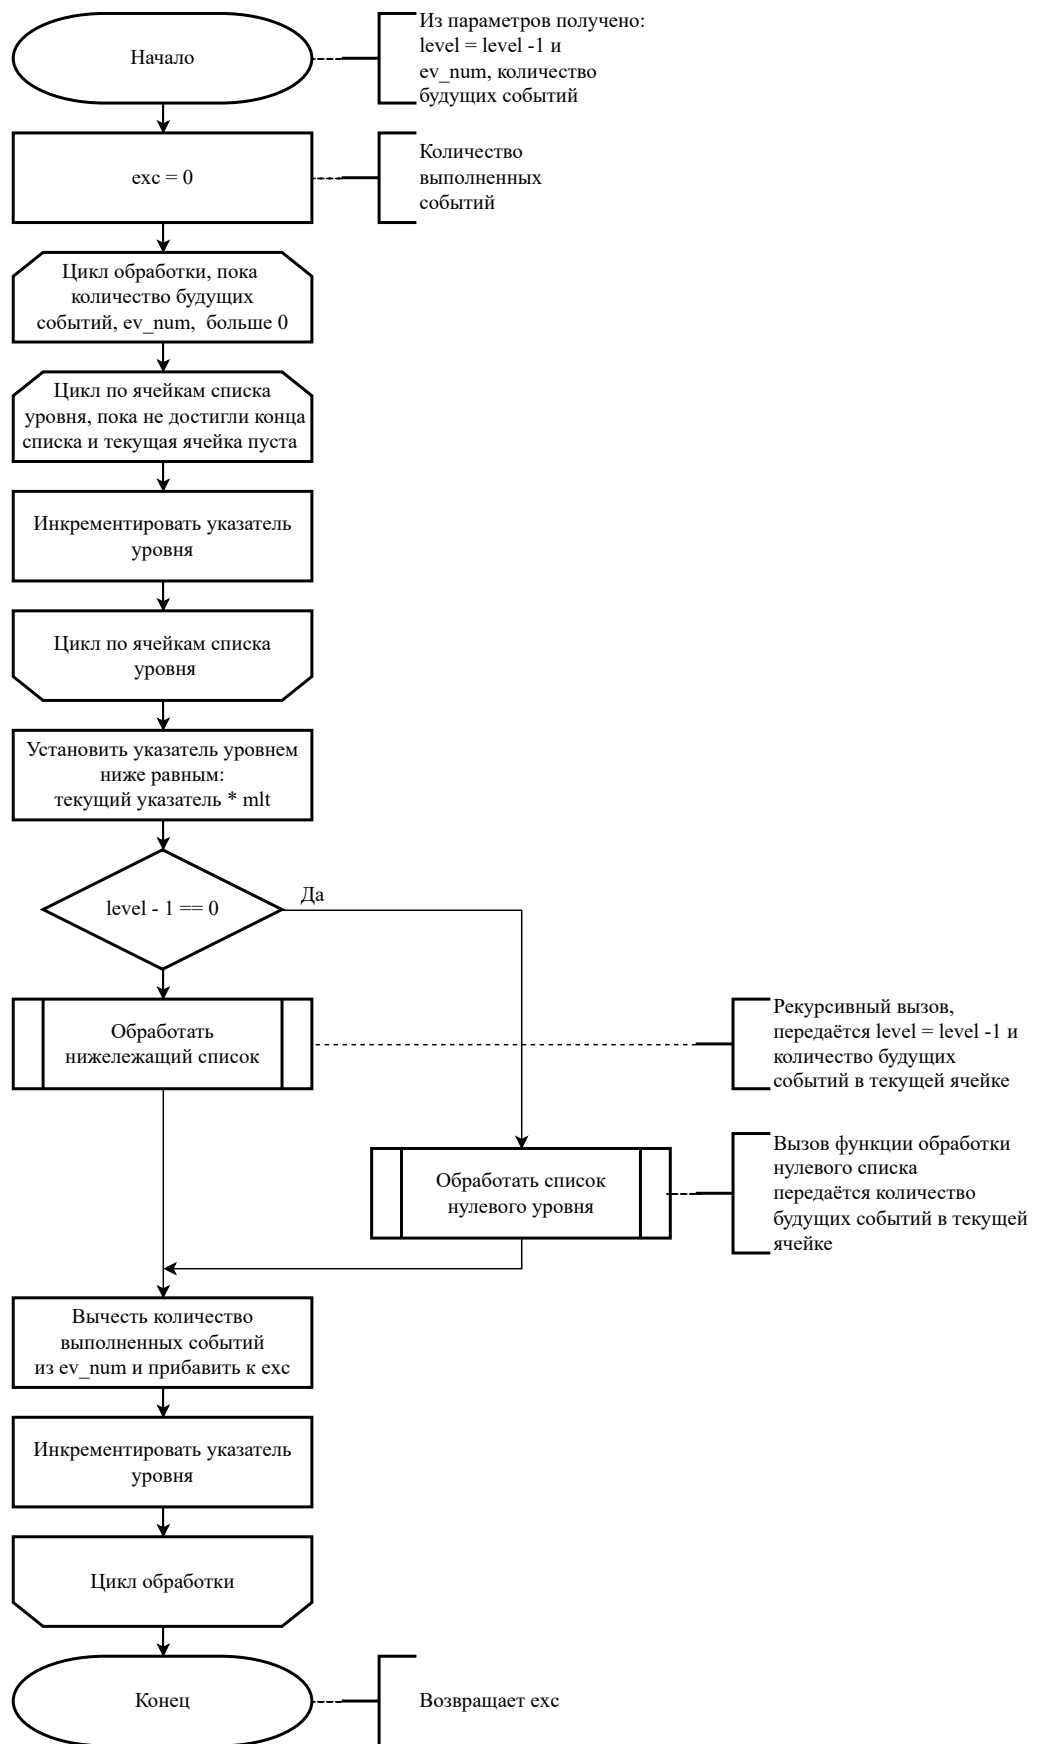 Начало
Из параметров получено:
level = level -1 и
ev_num, количество
будущих событий
exc = 0
Количество
выполненных
событий
Цикл обработки, пока
количество будущих
событий, ev_num, больше 0
Цикл по ячейкам списка
уровня, пока не достигли конца
списка и текущая ячейка пуста
Инкрементировать указатель
уровня
Цикл по ячейкам списка
уровня
Установить указатель уровнем
ниже равным:
текущий указатель * mlt
level - 1 == 0
Да
Обработать
нижележащий список
Рекурсивный вызов,
передаётся level = level -1 и
количество будущих
событий в текущей ячейке
Обработать список
нулевого уровня
Вызов функции обработки
нулевого списка
передаётся количество
будущих событий в текущей
ячейке
Вычесть количество
выполненных событий
из ev_num и прибавить к exc
Инкрементировать указатель
уровня
Цикл обработки
Конец
Возвращает exc